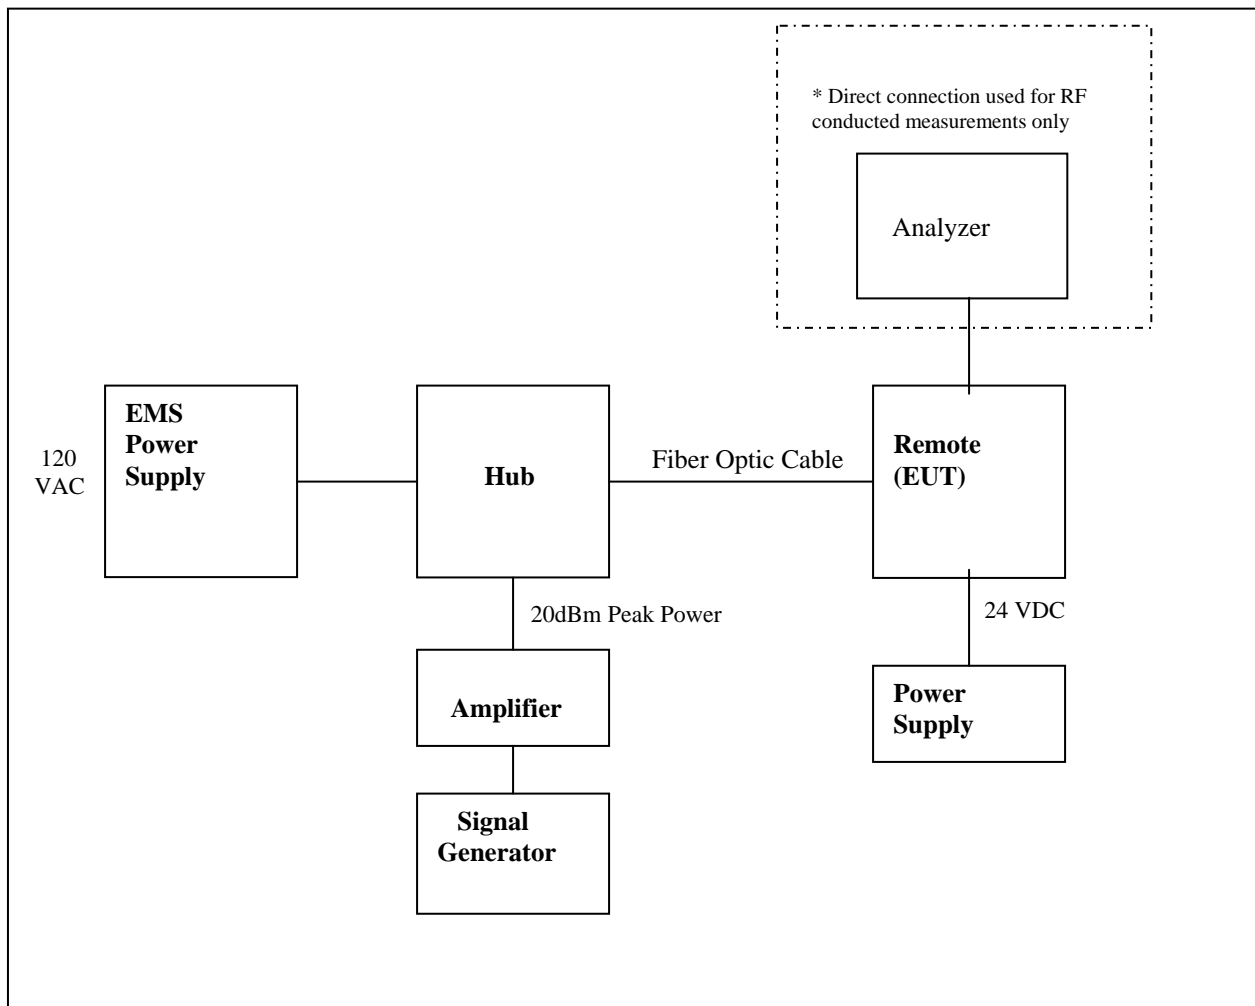 * Direct connection used for RF
conducted measurements only
Analyzer
EMS
Power
Supply
120
VAC
Hub
Fiber Optic Cable
Remote
(EUT)
20dBm Peak Power
24 VDC
Amplifier
Power
Supply
Signal
Generator